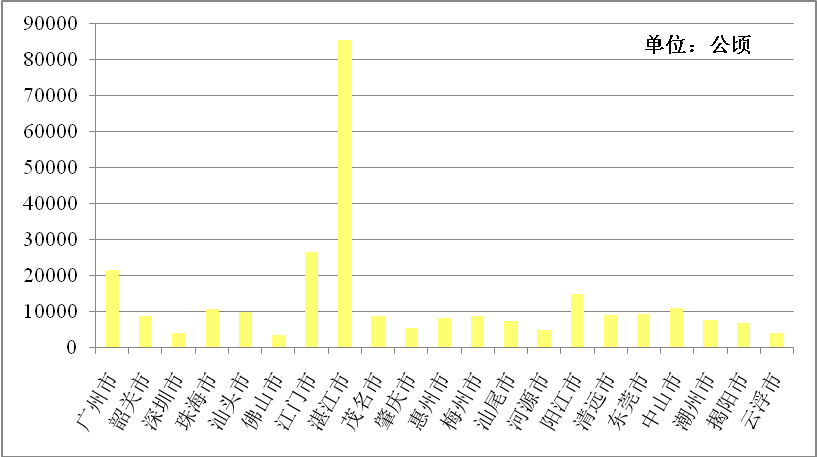 90000
单位：公顷
80000
70000
60000
50000
40000
30000
20000
10000
0
广州市
韶关市
深圳市
珠海市
汕头市
佛山市
江门市
湛江市
茂名市
肇庆市
惠州市
梅州市
汕尾市
河源市
阳江市
清远市
东莞市
中山市
潮州市
揭阳市
云浮市